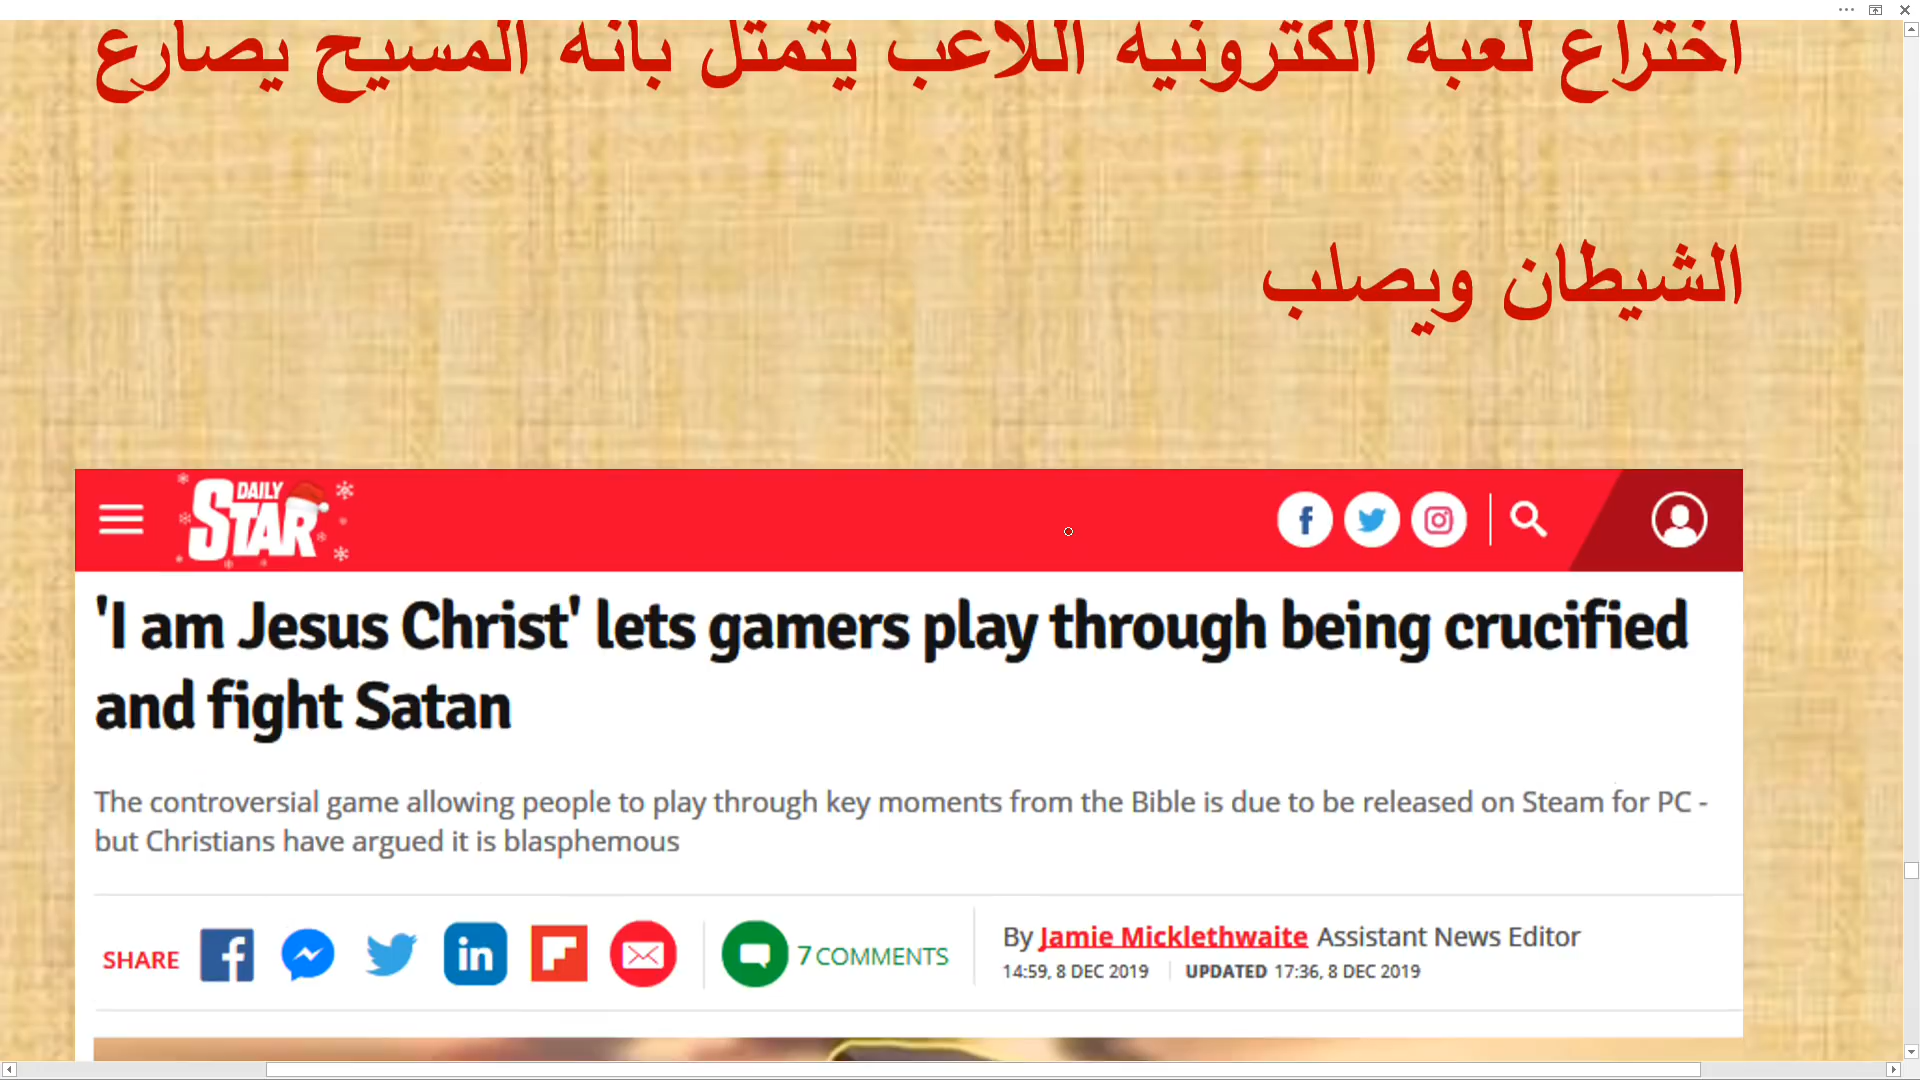 اختراع لعبه الكترونيه اللاعب يتمثل بانه المسيح يصارع
الشيطان ويصلب
DAILY
STAR
'I am Jesus Christ' lets gamers play through being crucified
and fight Satan
The controversial game allowing people to play through key moments from the Bible is due to be released on Steam for PC -
but Christians have argued it is blasphemous
SHARE
7 COMMENTS
By Jamie Micklethwaite Assistant News Editor
14:59, 8 DEC 2019 UPDATED 17:36, 8 DEC 2019